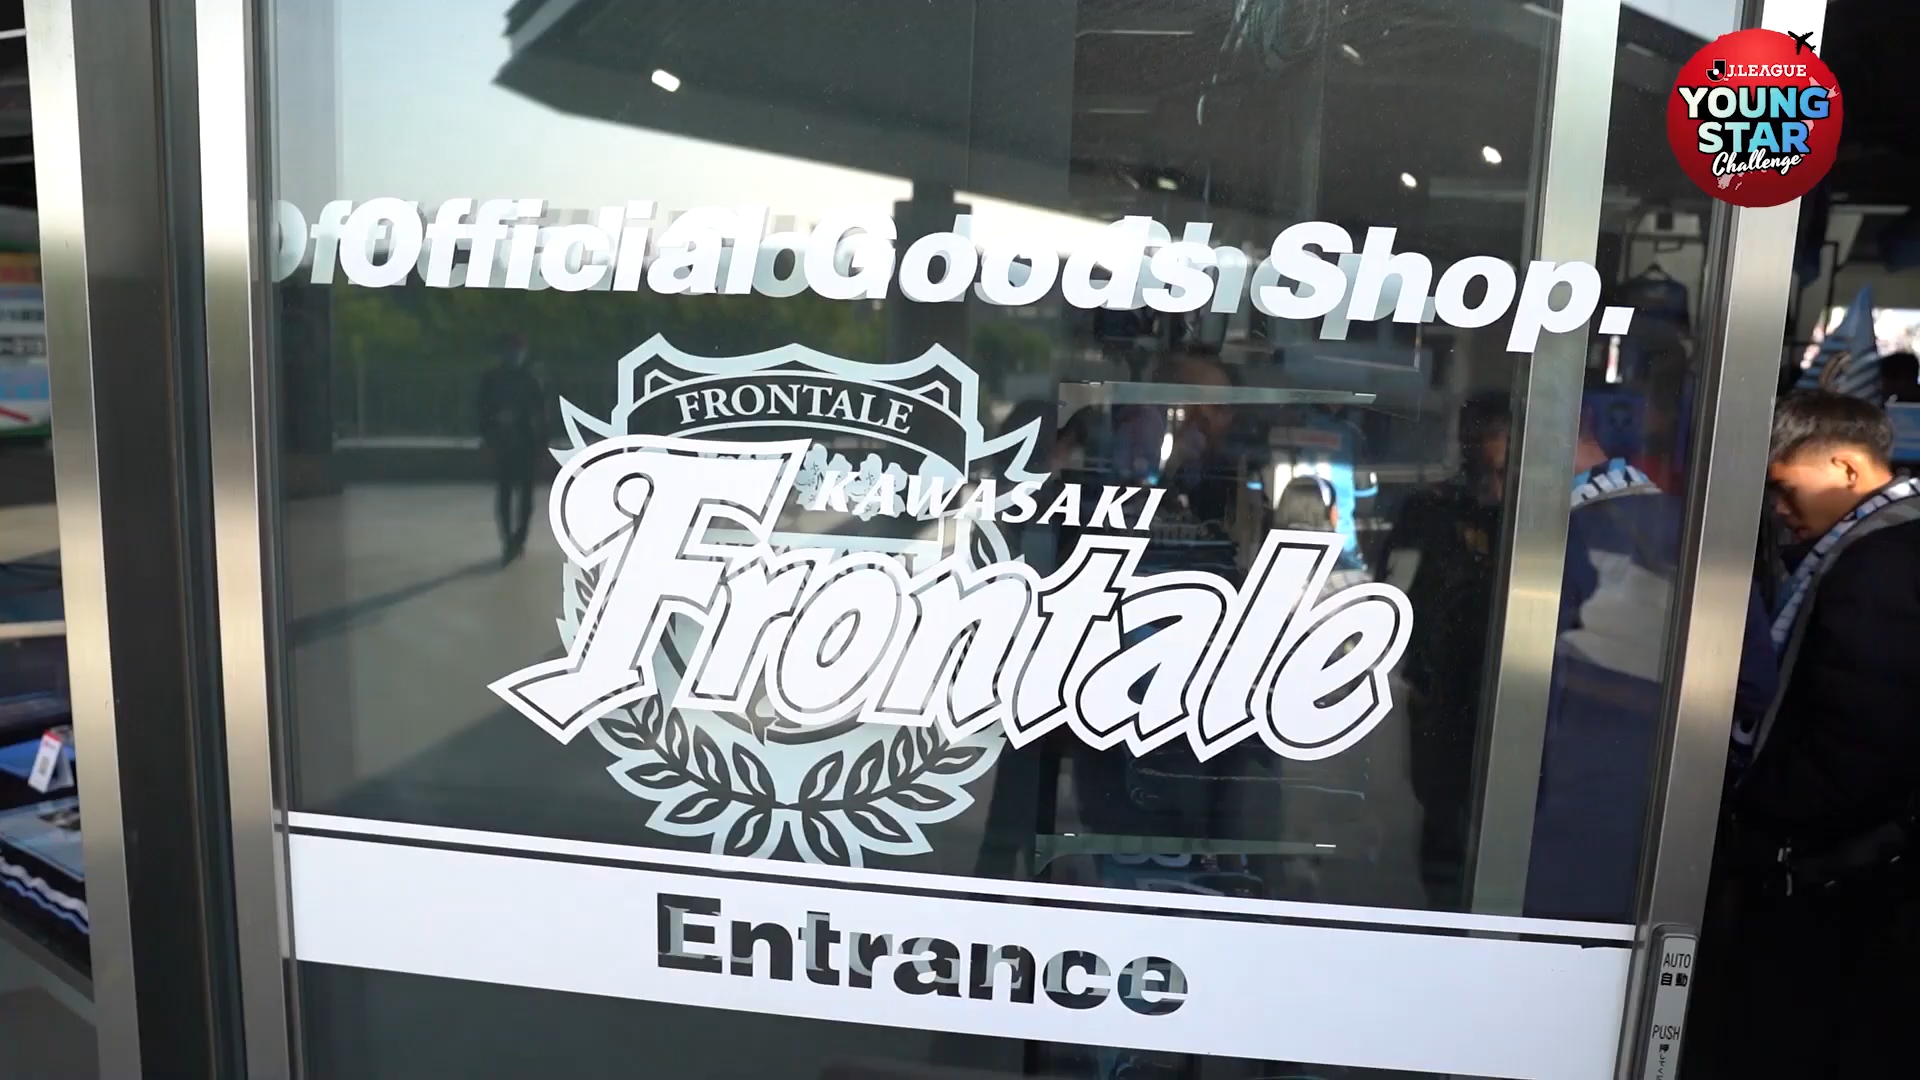 J.LEAGUE
YOUNG
STAR
Challenge
Official Goods Shop.
FRONTALE
KAWASAKI
Frontale
Entrance
AUTO
自動
PUSH